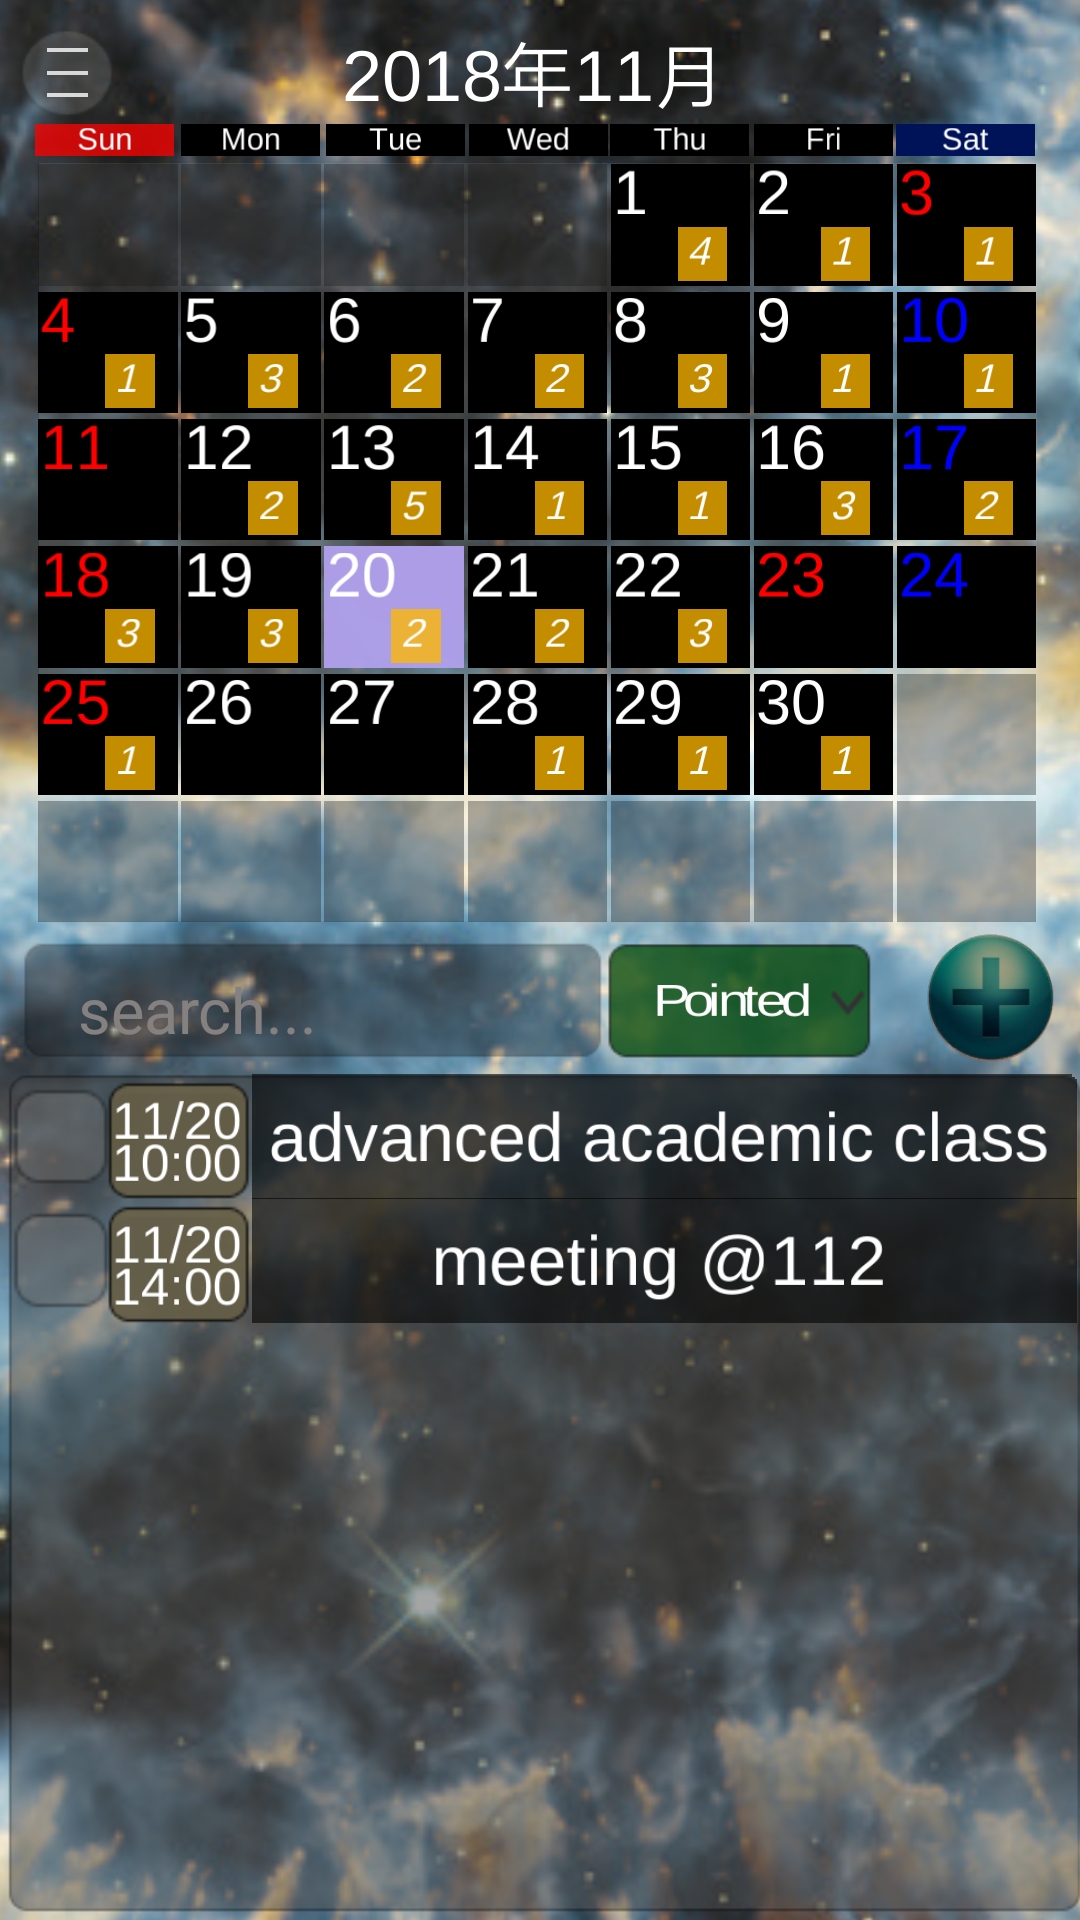 2018年11月
Sun Mon Tue Wed Thu Fri Sat
1 2 3
4 1 1
4 5 6 7 8 9 10
1 3 2 2 3 1 1
11 12 13 14 15 16 17
2 5 1 1 3 2
18 19 20 21 22 23 24
3 3 2 2 3
25 26 27 28 29 30
1 1 1 1
search...
Pointed
11/20
10:00
advanced academic class
11/20
14:00
meeting @112